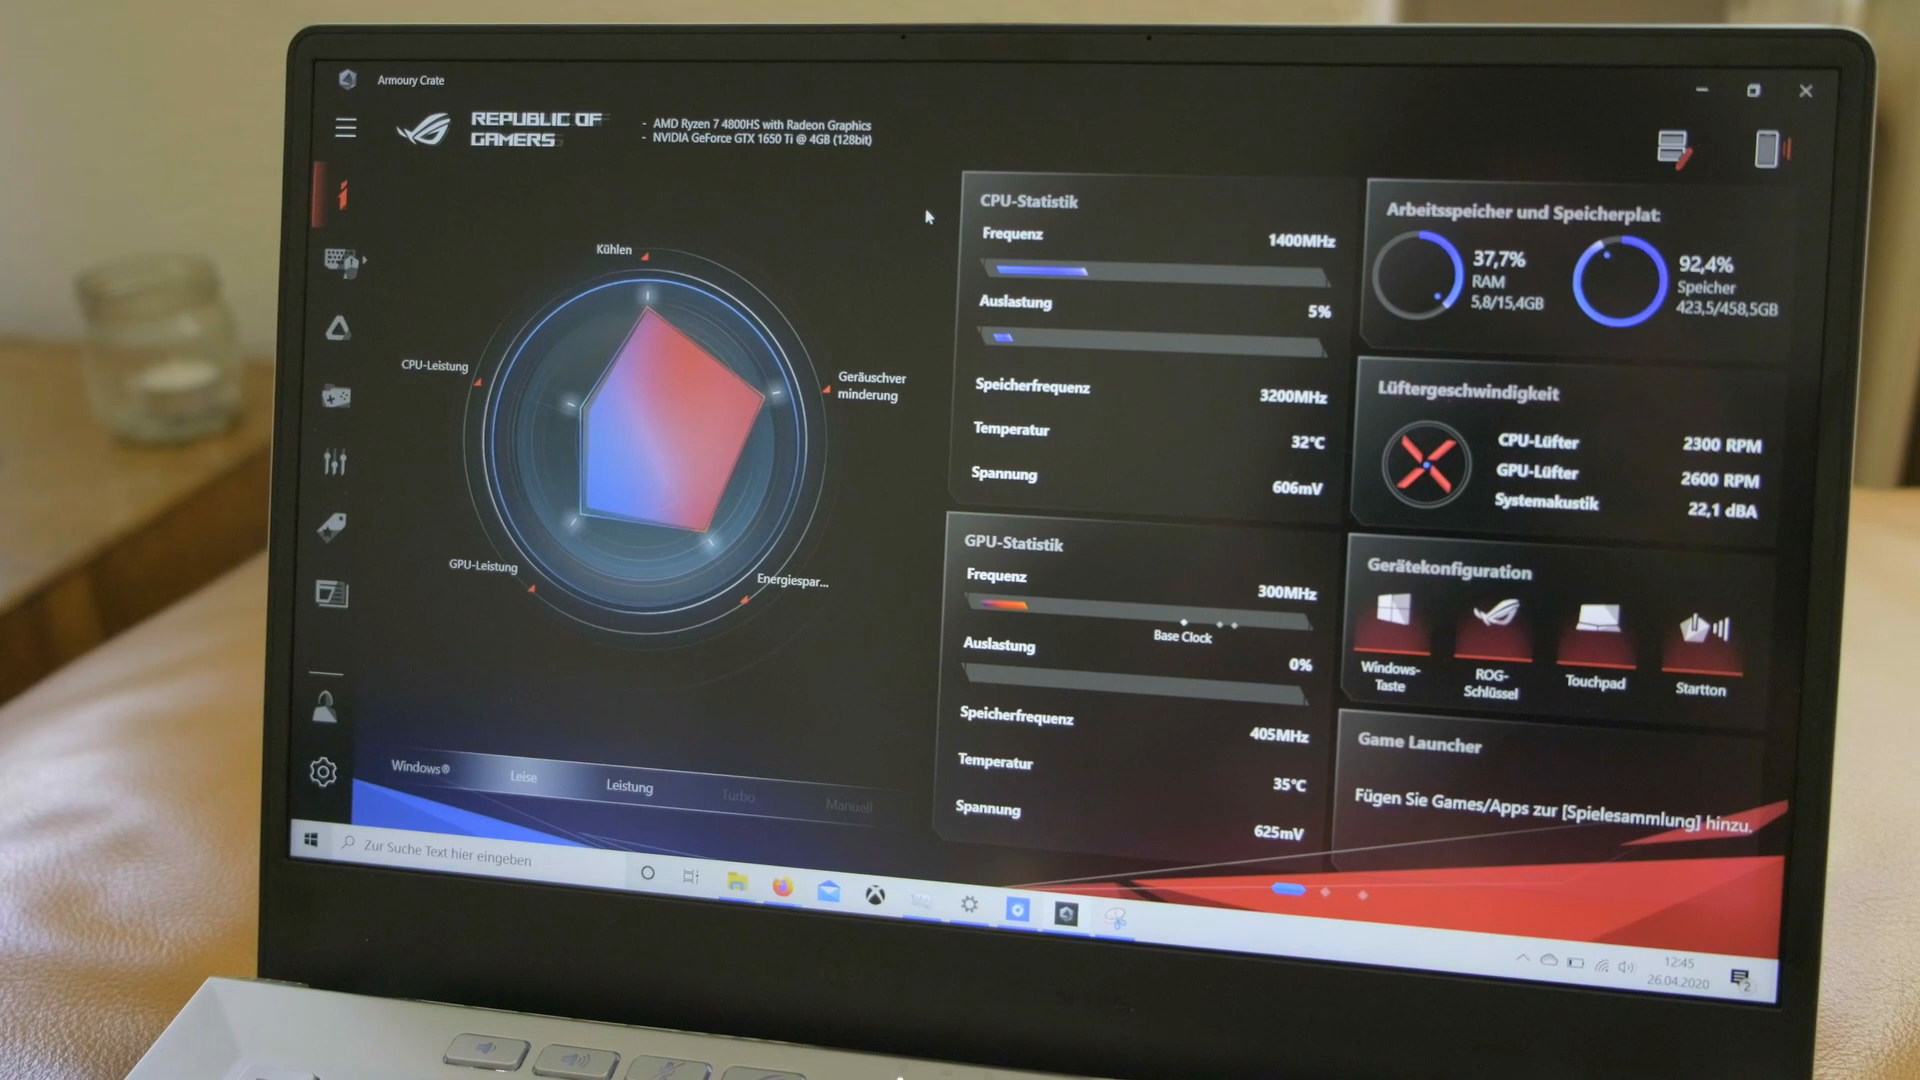 Armoury Crate
REPUBLIC OF
GAMERS
- AMD Ryzen 7 4800HS with Radeon Graphics
- NVIDIA GeForce GTX 1650 Ti @ 4GB (128bit)
Kühlen
CPU-Leistung
Geräuschver
minderung
GPU-Leistung
Energiespar...
Windows®
Leise
Leistung
Turbo
Manuell
CPU-Statistik
Frequenz
1400MHz
Auslastung
5%
Speicherfrequenz
3200MHz
Temperatur
32°C
Spannung
606mV
GPU-Statistik
Frequenz
300MHz
Base Clock
Auslastung
0%
Speicherfrequenz
405MHz
Temperatur
35°C
Spannung
625mV
Arbeitsspeicher und Speicherplat:
37,7%
RAM
5,8/15,4GB
92,4%
Speicher
423,5/458,5GB
Lüftergeschwindigkeit
CPU-Lüfter
2300 RPM
GPU-Lüfter
2600 RPM
Systemakustik
22,1 dBA
Gerätekonfiguration
Windows-
Taste
ROG-
Schlüssel
Touchpad
Startton
Game Launcher
Fügen Sie Games/Apps zur [Spielesammlung] hinzu.
Zur Suche Text hier eingeben
12:45
26.04.2020
2